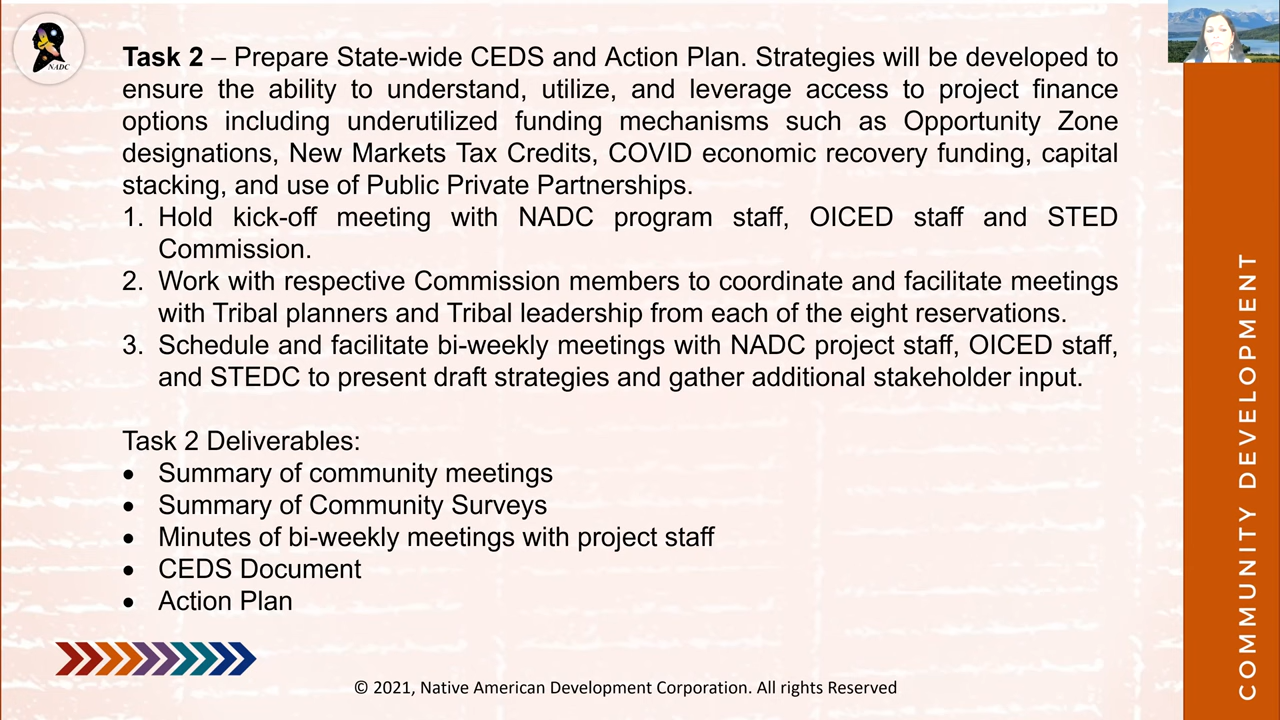 NADC
Task 2 – Prepare State-wide CEDS and Action Plan. Strategies will be developed to
ensure the ability to understand, utilize, and leverage access to project finance
options including underutilized funding mechanisms such as Opportunity Zone
designations, New Markets Tax Credits, COVID economic recovery funding, capital
stacking, and use of Public Private Partnerships.
1. Hold kick-off meeting with NADC program staff, OICED staff and STED
Commission.
2. Work with respective Commission members to coordinate and facilitate meetings
with Tribal planners and Tribal leadership from each of the eight reservations.
3. Schedule and facilitate bi-weekly meetings with NADC project staff, OICED staff,
and STEDC to present draft strategies and gather additional stakeholder input.
Task 2 Deliverables:
• Summary of community meetings
• Summary of Community Surveys
• Minutes of bi-weekly meetings with project staff
• CEDS Document
• Action Plan
© 2021, Native American Development Corporation. All rights Reserved
COMMUNITY DEVELOPMENT